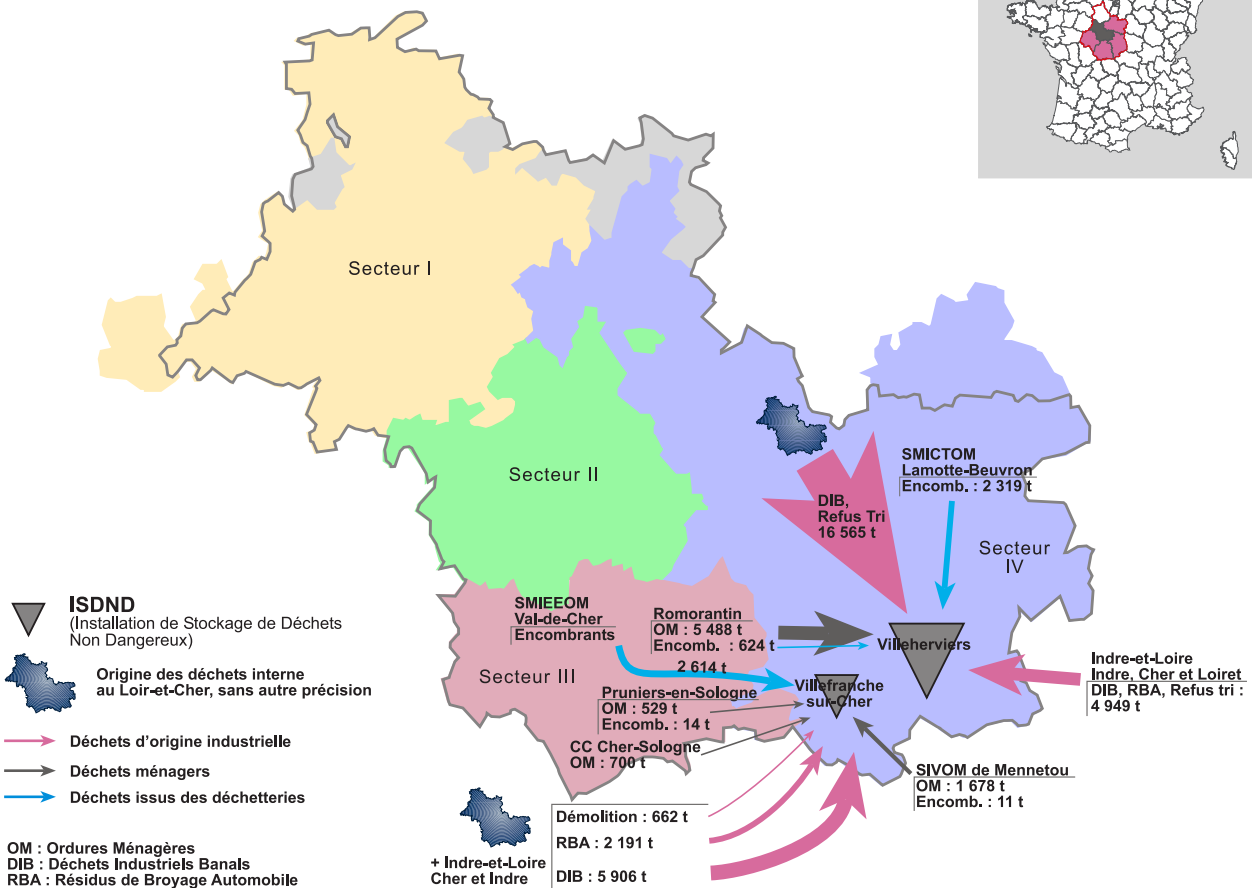 Secteur I
Secteur II
SMICTOM
Lamotte-Beuvron
Encomb. : 2 319 t
DIB,
Refus Tri
16 565 t
Secteur
IV
ISDND
(Installation de Stockage de Déchets
Non Dangereux)
Origine des déchets interne
au Loir-et-Cher, sans autre précision
Déchets d'origine industrielle
Déchets ménagers
Déchets issus des déchetteries
OM : Ordures Ménagères
DIB : Déchets Industriels Banals
RBA : Résidus de Broyage Automobile
SMIEEOM
Val-de-Cher
Encombrants
2 614 t
Romorantin
OM : 5 488 t
Encomb. : 624 t
Villeherviers
Secteur III
Pruniers-en-Sologne
OM : 529 t
Encomb. : 14 t
Villefranche
sur-Cher
CC Cher-Sologne
OM : 700 t
Indre-et-Loire
Indre, Cher et Loiret
DIB, RBA, Refus tri :
4 949 t
SIVOM de Mennetou
OM : 1 678 t
Encomb. : 11 t
+ Indre-et-Loire
Cher et Indre
Démolition : 662 t
RBA : 2 191 t
DIB : 5 906 t